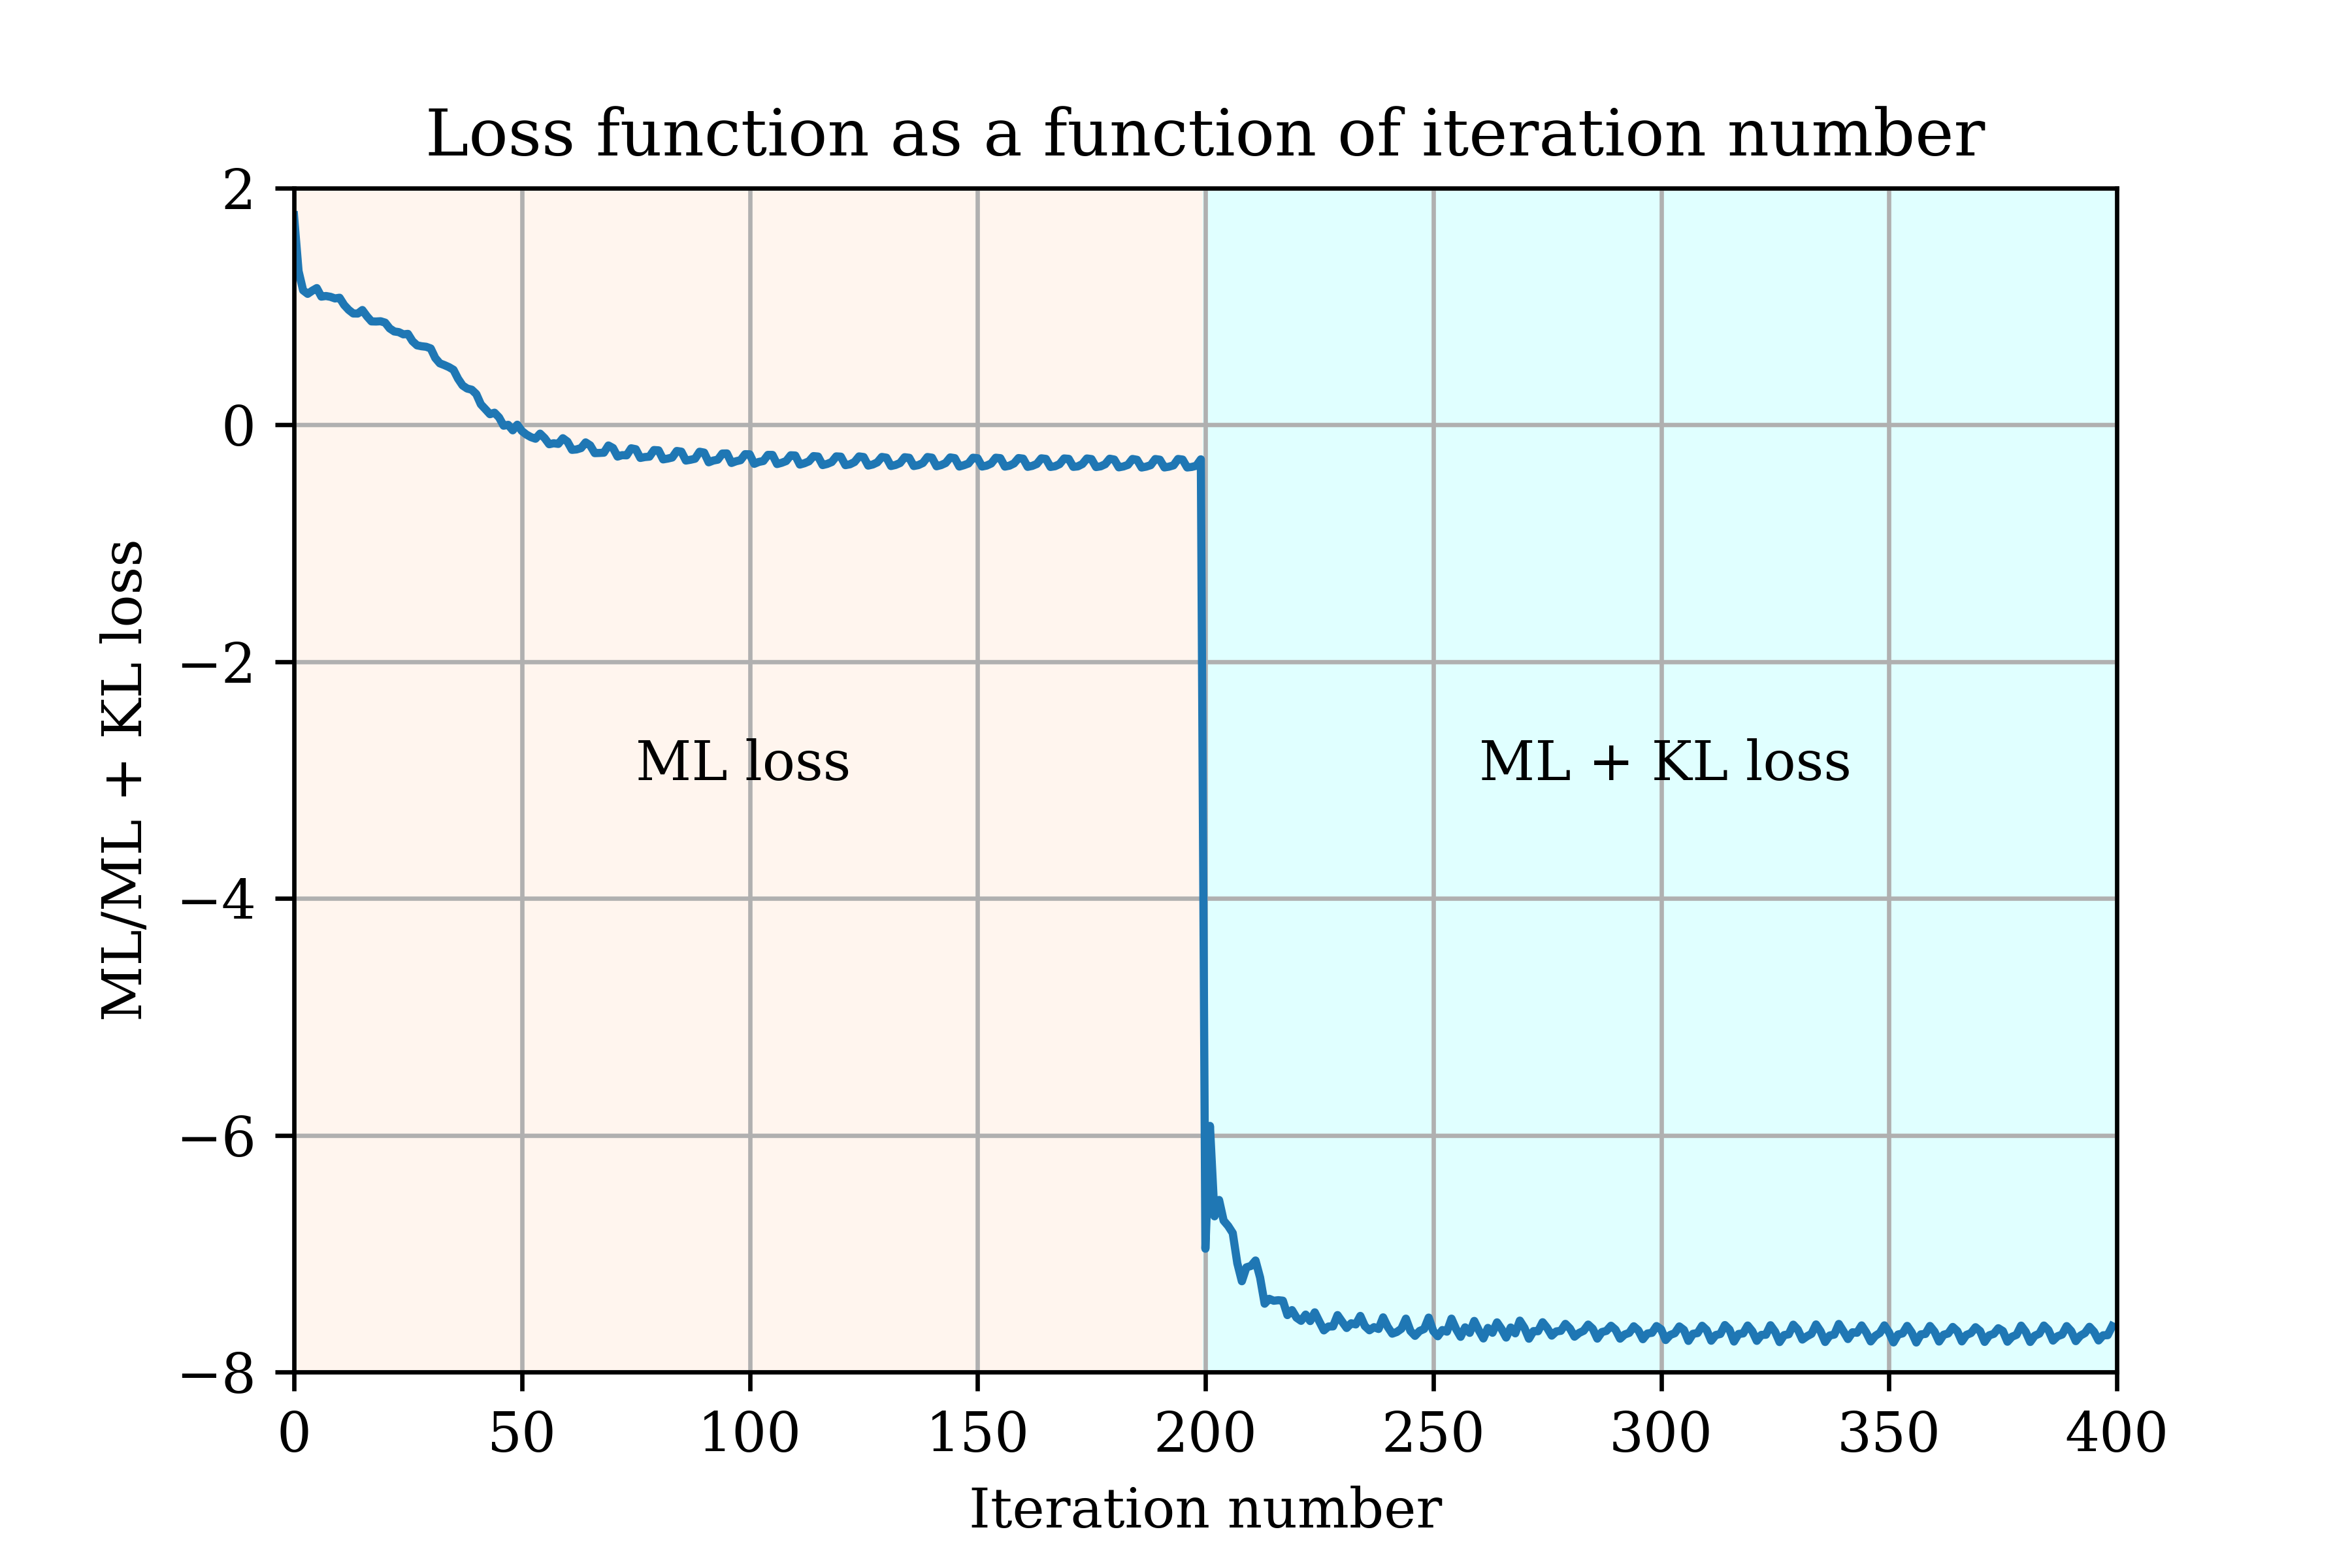 Loss function as a function of iteration number
ML/ML + KL loss
2
0
−2
−4
−6
−8
ML loss
ML + KL loss
0 50 100 150 200 250 300 350 400
Iteration number